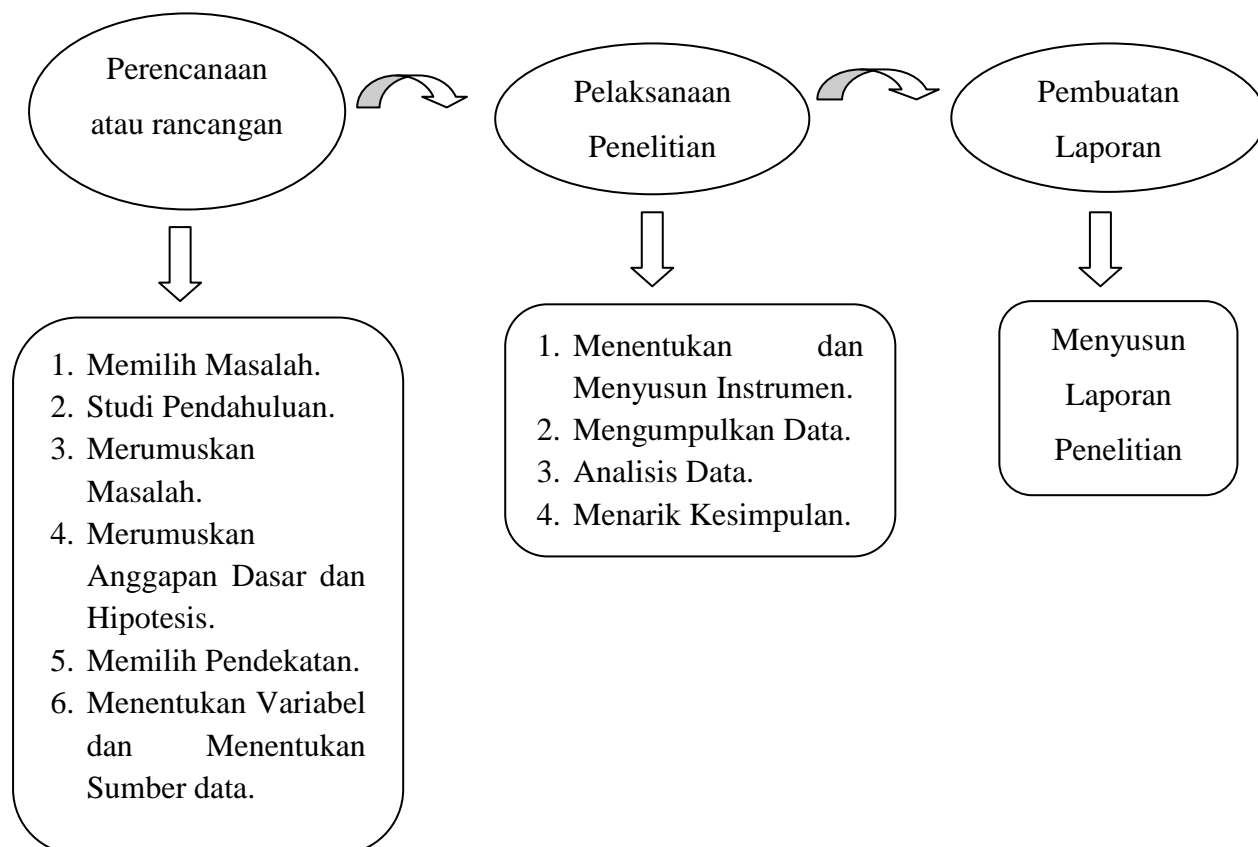 Perencanaan
atau rancangan
Pelaksanaan
Penelitian
Pembuatan
Laporan
1. Memilih Masalah.
2. Studi Pendahuluan.
3. Merumuskan
Masalah.
4. Merumuskan
Anggapan Dasar dan
Hipotesis.
5. Memilih Pendekatan.
6. Menentukan Variabel
dan Menentukan
Sumber data.
1. Menentukan dan
Menyusun Instrumen.
2. Mengumpulkan Data.
3. Analisis Data.
4. Menarik Kesimpulan.
Menyusun
Laporan
Penelitian